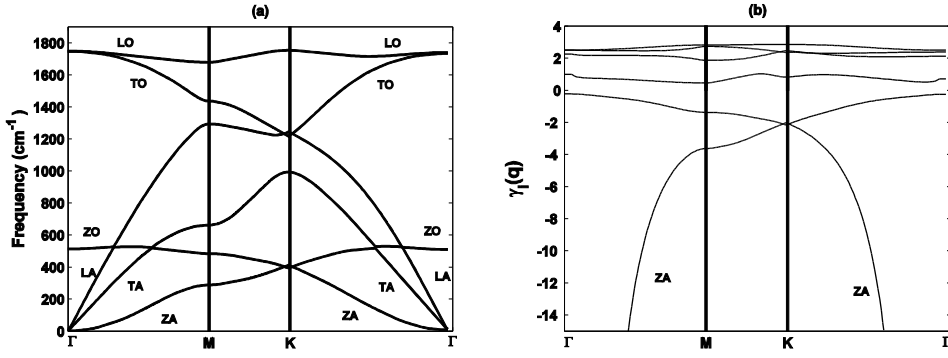 (a)
Frequency (cm⁻¹)
1800
1600
1400
1200
1000
800
600
400
200
0
LO
TO
ZO
LA
TA
ZA
LO
TO
ZO
LA
TA
ZA
Γ M K Γ
(b)
γ_l(q)
4
2
0
-2
-4
-6
-8
-10
-12
-14
ZA
ZA
Γ M K Γ